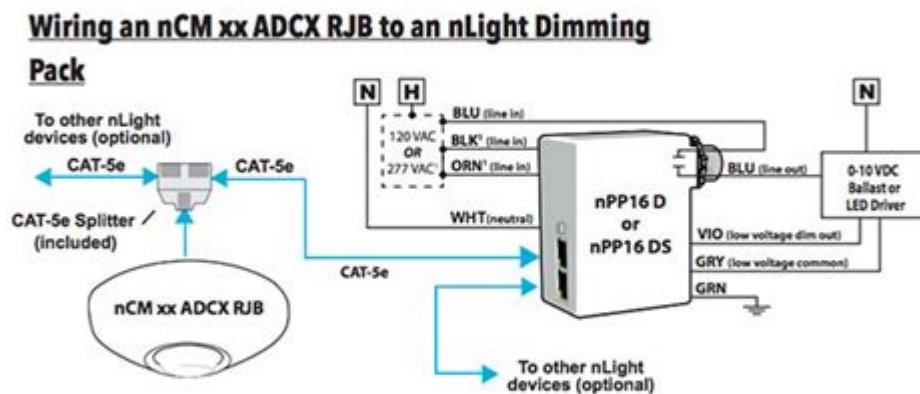 Wiring an nCM xx ADCX RJB to an nLight Dimming
Pack
To other nLight
devices (optional)
CAT-5e
CAT-5e
CAT-5e Splitter
(included)
nCM xx ADCX RJB
CAT-5e
N
H
120 VAC
OR
277 VAC¹
BLU (line in)
BLK¹ (line in)
ORN¹ (line in)
WHT (neutral)
nPP16 D
or
nPP16 DS
BLU (line out)
VIO (low voltage dim out)
GRY (low voltage common)
GRN
N
0-10 VDC
Ballast or
LED Driver
To other nLight
devices (optional)